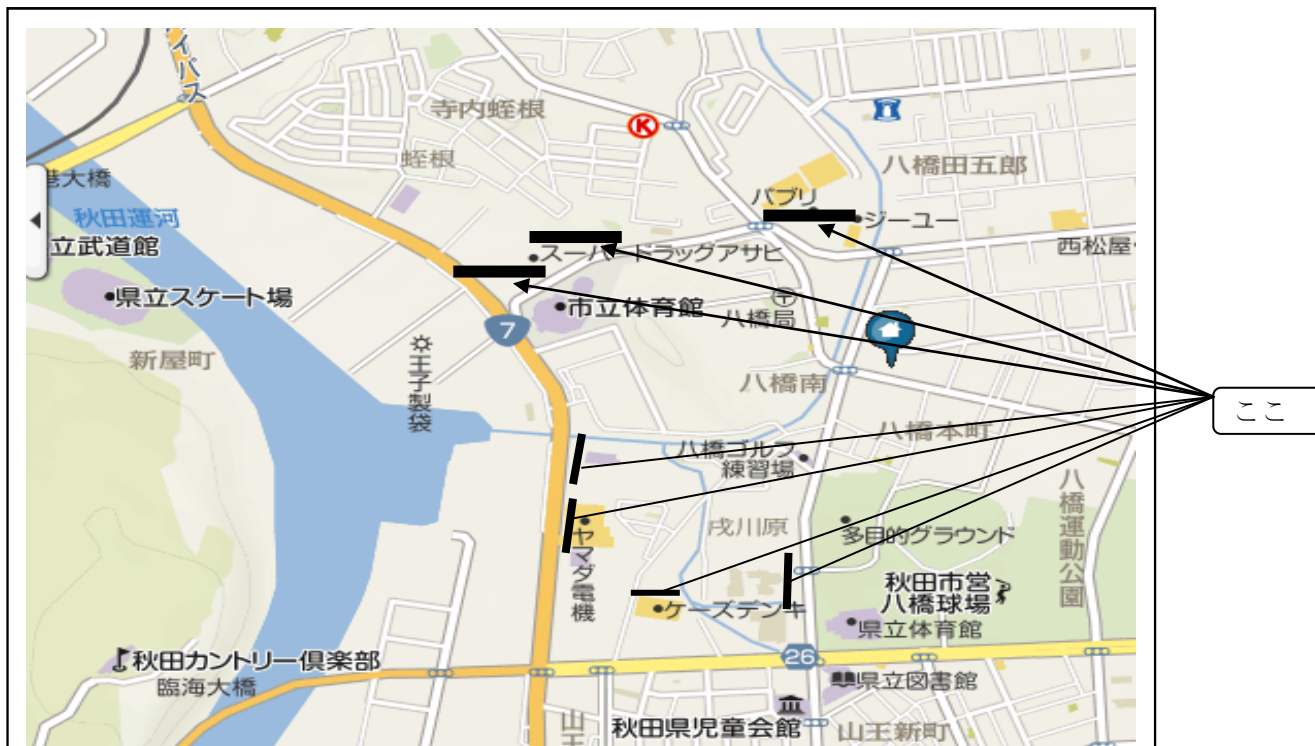 イパス
寺内蛭根
K
蛭根
八橋田五郎
港大橋
パブリ
秋田運河
ジーユー
立武道館
スーパードラッグアサヒ
西松屋
県立スケート場
市立体育館
八橋局
7
新屋町
王子製袋
八橋南
ここ
八橋本町
八橋ゴルフ
練習場
八橋運動公園
戌川原
多目的グラウンド
ヤマダ電機
秋田市営
八橋球場
ケーズデンキ
県立体育館
26
秋田カントリー倶楽部
臨海大橋
県立図書館
秋田県児童会館
山王新町
山王